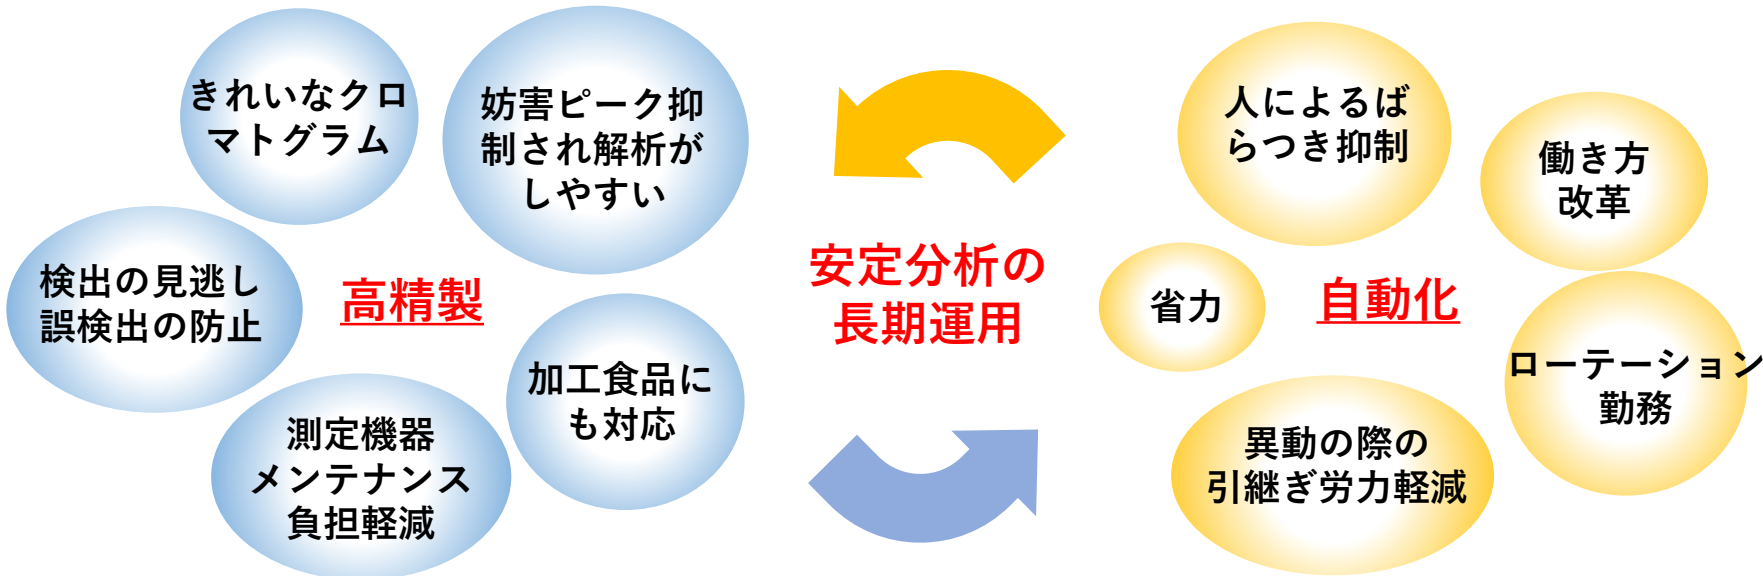 きれいなクロ
マトグラム
妨害ピーク抑
制され解析が
しやすい
検出の見逃し
誤検出の防止
高精製
加工食品に
も対応
測定機器
メンテナンス
負担軽減
安定分析の
長期運用
人によるば
らつき抑制
働き方
改革
省力
自動化
ローテーション
勤務
異動の際の
引継ぎ労力軽減